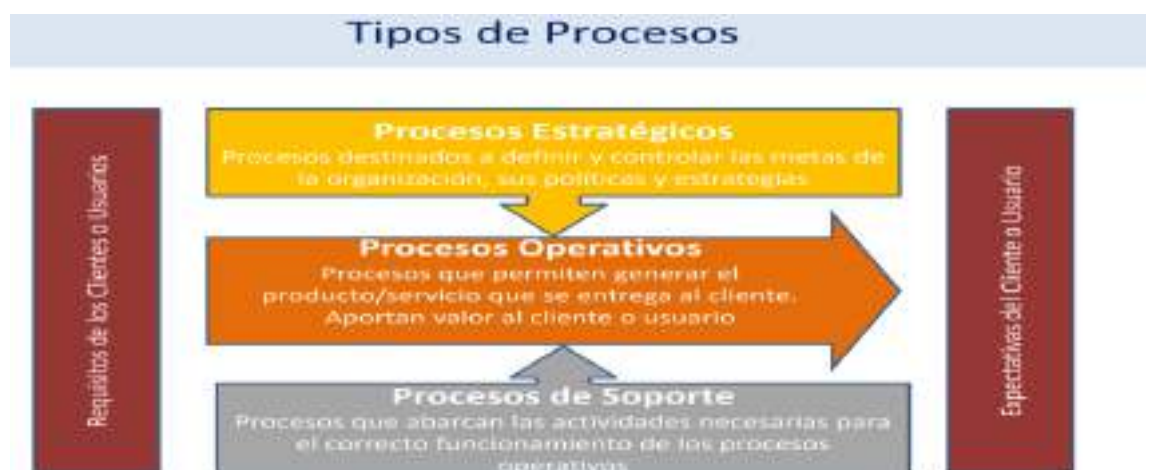 Tipos de Procesos
Requisitos de los Clientes o Usuarios
Procesos Estratégicos
Procesos destinados a definir y controlar las metas de
la organización, sus políticas y estrategias
Procesos Operativos
Procesos que permiten generar el
producto/servicio que se entrega al cliente.
Aportan valor al cliente o usuario
Procesos de Soporte
Procesos que abarcan las actividades necesarias para
el correcto funcionamiento de los procesos
operativos
Expectativas del Cliente o Usuario